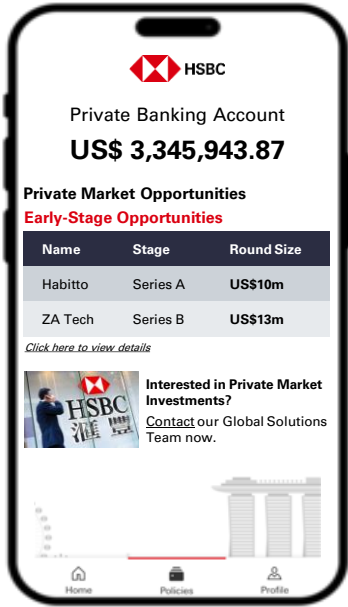 HSBC
Private Banking Account
US$ 3,345,943.87
Private Market Opportunities
Early-Stage Opportunities
Name Stage Round Size
Habitto Series A US$10m
ZA Tech Series B US$13m
Click here to view details
HSBC
滙豐
Interested in Private Market
Investments?
Contact our Global Solutions
Team now.
Home Policies Profile